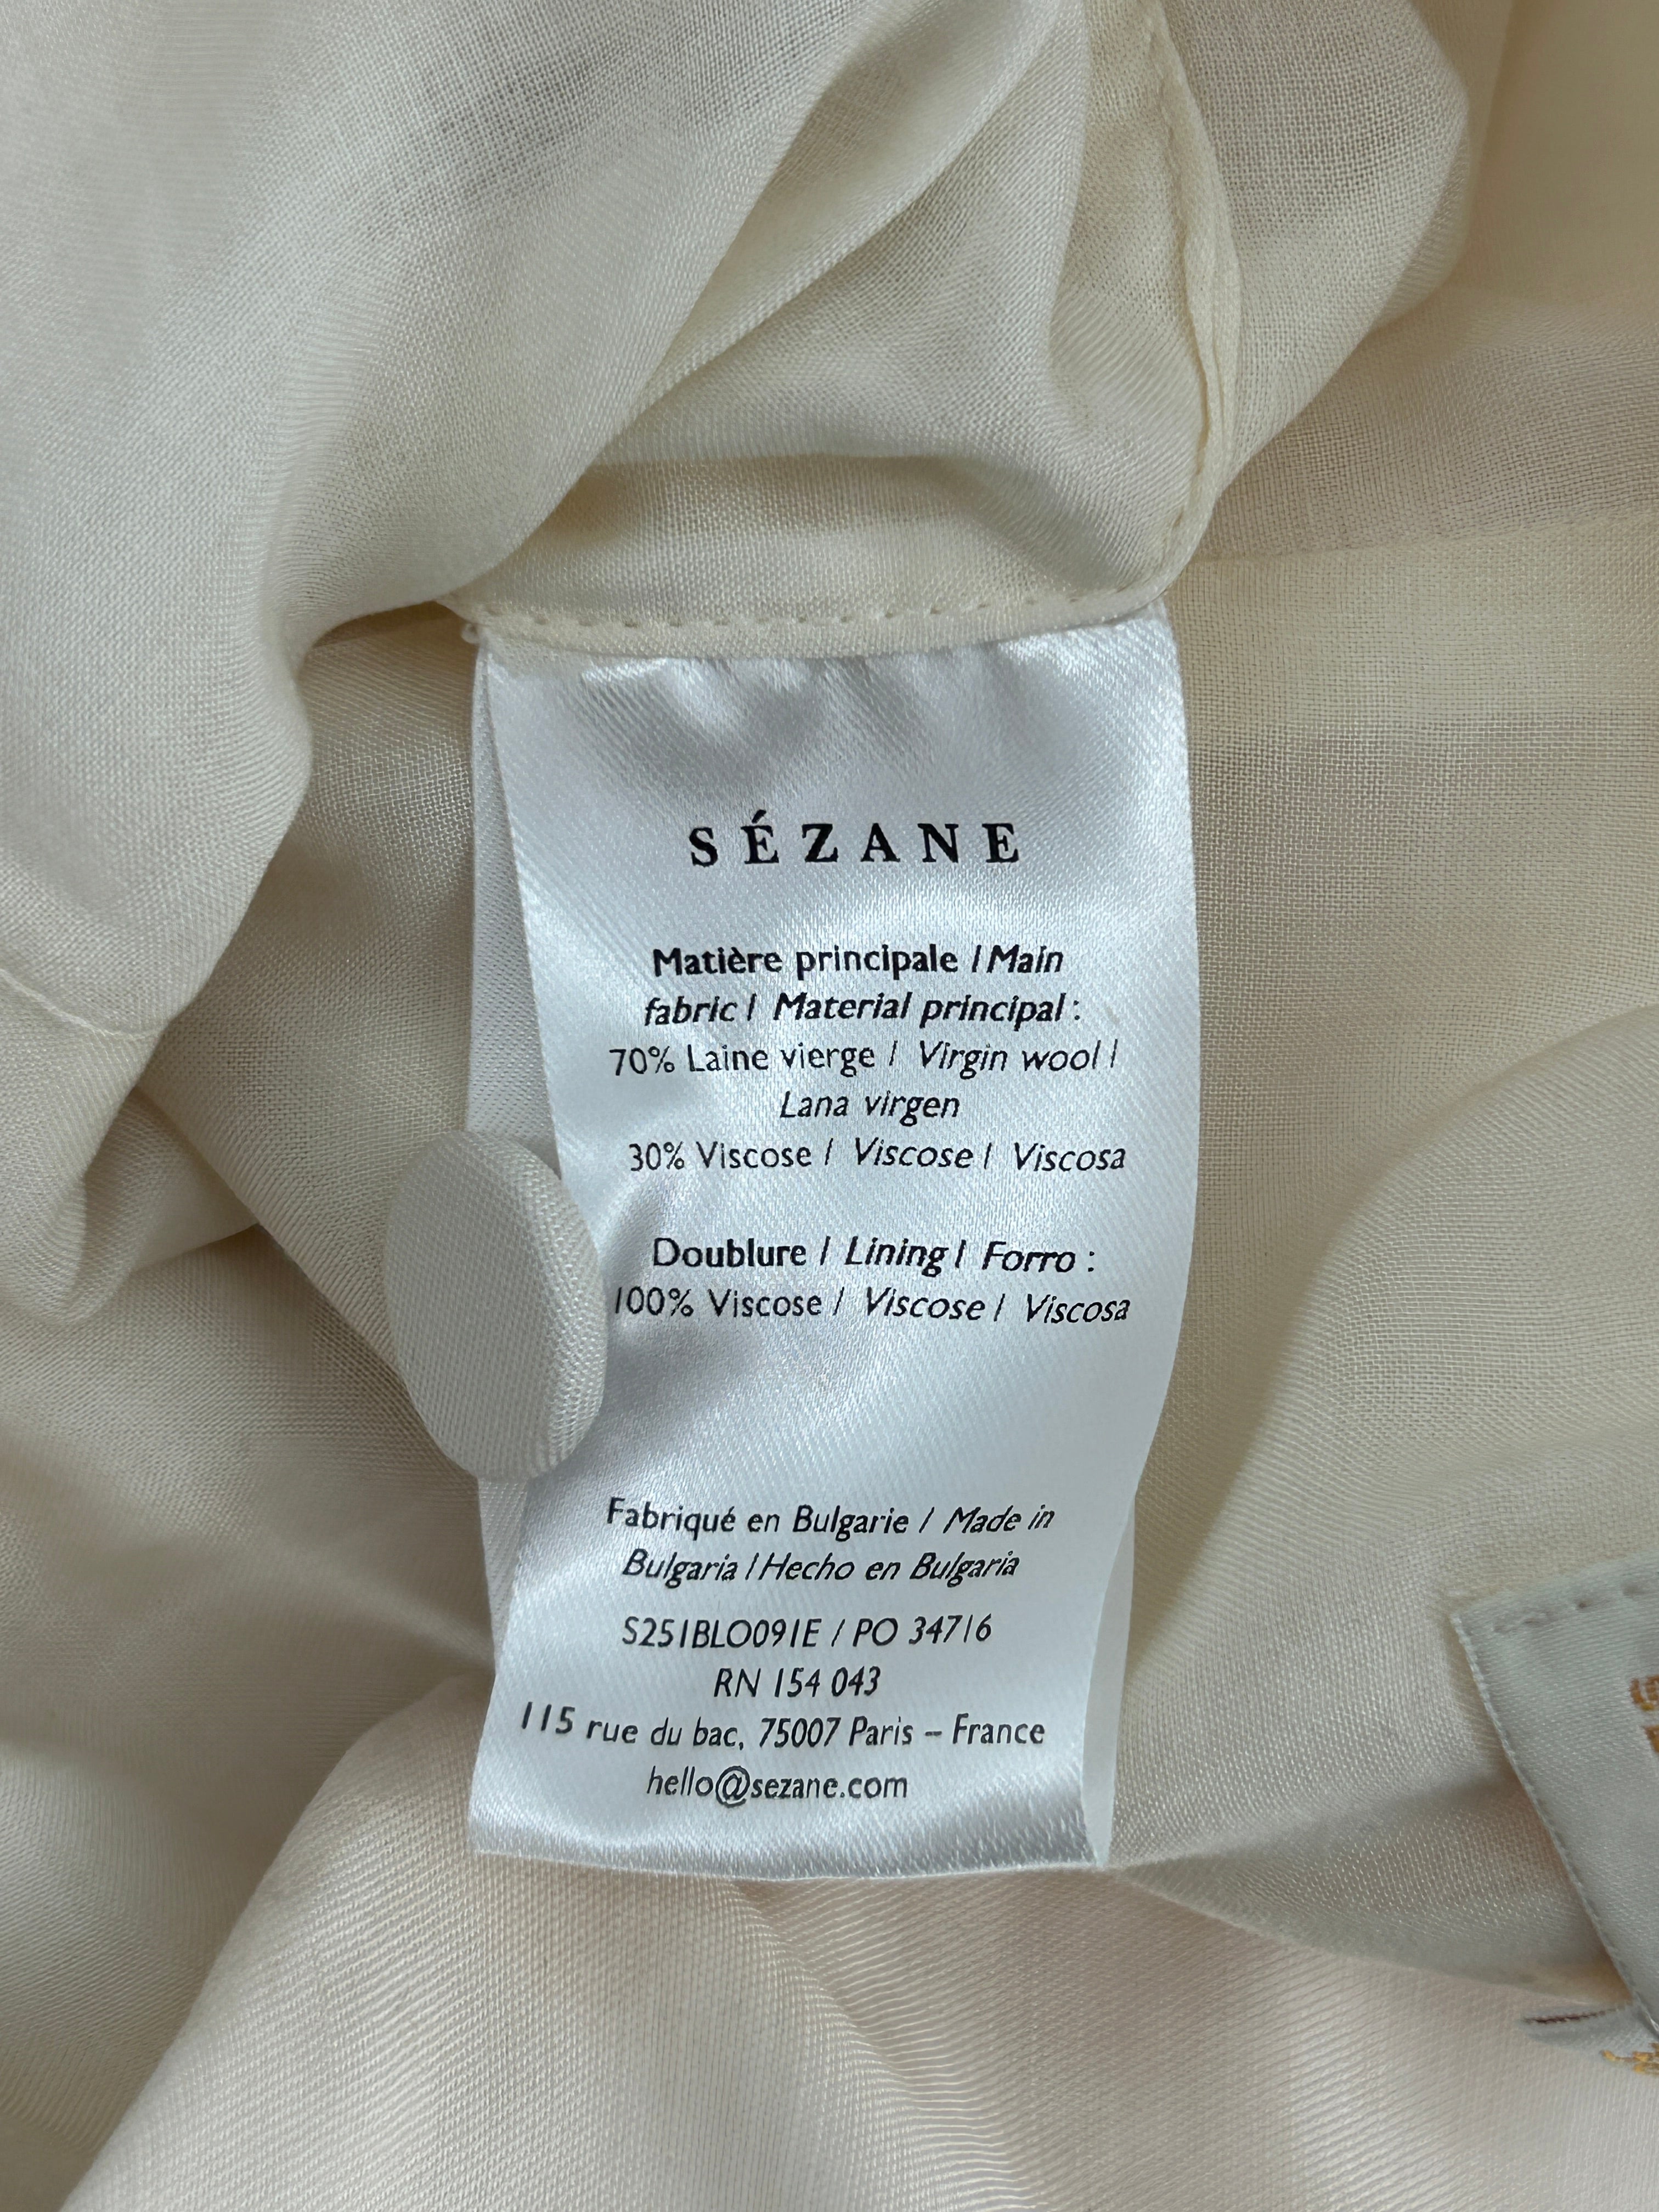 SÉZANE
Matière principale / Main
fabric / Material principal :
70% Laine vierge / Virgin wool /
Lana virgen
30% Viscose / Viscose / Viscosa
Doublure / Lining / Forro :
100% Viscose / Viscose / Viscosa
Fabriqué en Bulgarie / Made in
Bulgaria / Hecho en Bulgaria
S251BLO091E / PO 34716
RN 154 043
115 rue du bac, 75007 Paris – France
hello@sezane.com